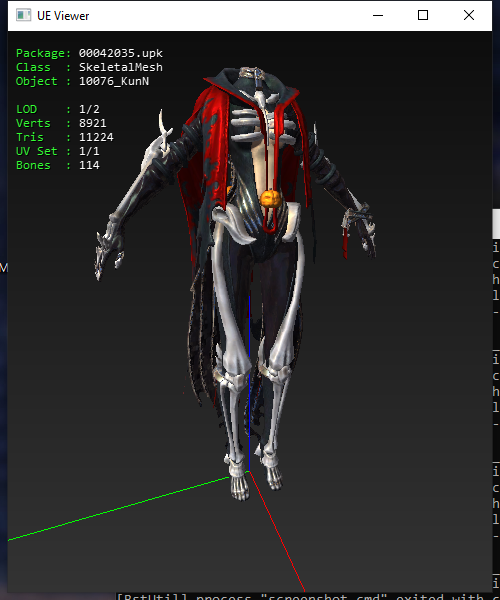 UE Viewer
Package: 00042035.upk
Class  : SkeletalMesh
Object : 10076_KunN
LOD    : 1/2
Verts  : 8921
Tris   : 11224
UV Set : 1/1
Bones  : 114
M
i
c
h
l
-
i
c
h
l
-
i
c
h
l
-
i
[BstUtil] process "screenshot.cmd" exited with c